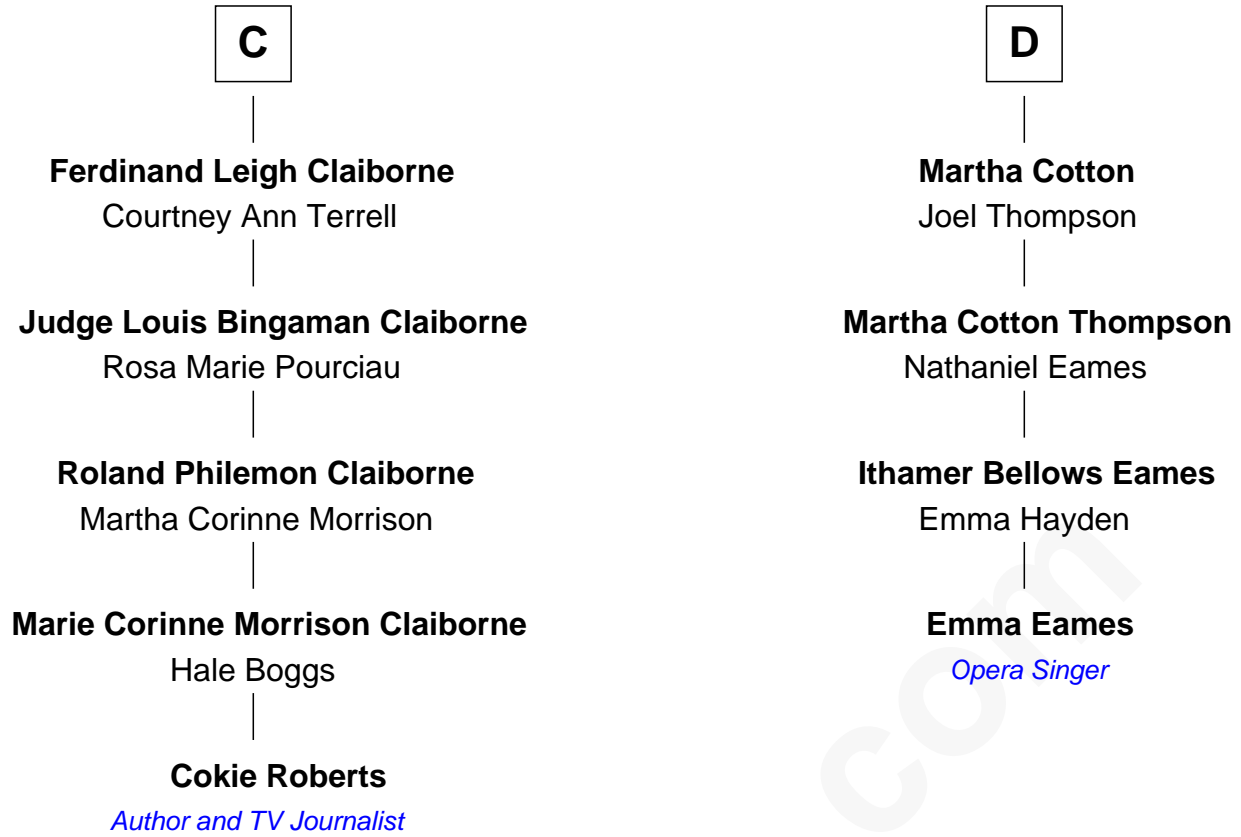 C
Ferdinand Leigh Claiborne
Courtney Ann Terrell
Judge Louis Bingaman Claiborne
Rosa Marie Pourciau
Roland Philemon Claiborne
Martha Corinne Morrison
Marie Corinne Morrison Claiborne
Hale Boggs
Cokie Roberts
Author and TV Journalist
D
Martha Cotton
Joel Thompson
Martha Cotton Thompson
Nathaniel Eames
Ithamer Bellows Eames
Emma Hayden
Emma Eames
Opera Singer
com